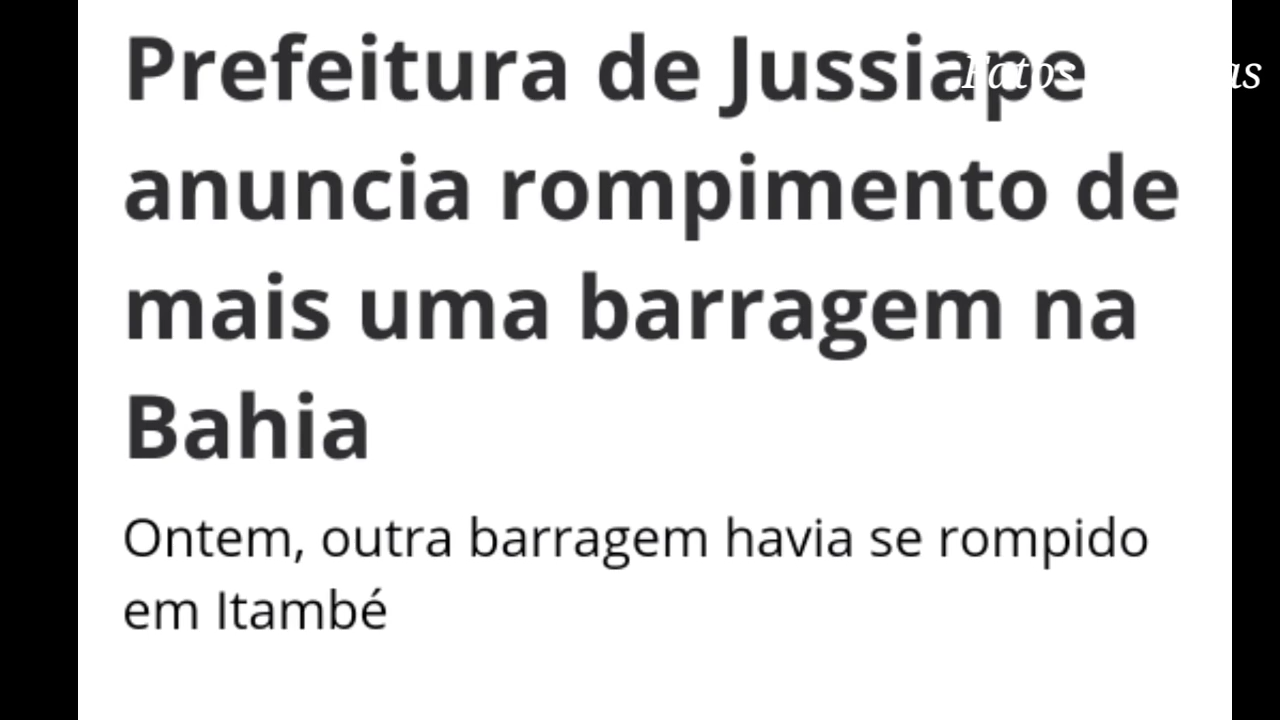 Prefeitura de Jussiape
Fatos
anuncia rompimento de
mais uma barragem na
Bahia
Ontem, outra barragem havia se rompido
em Itambé